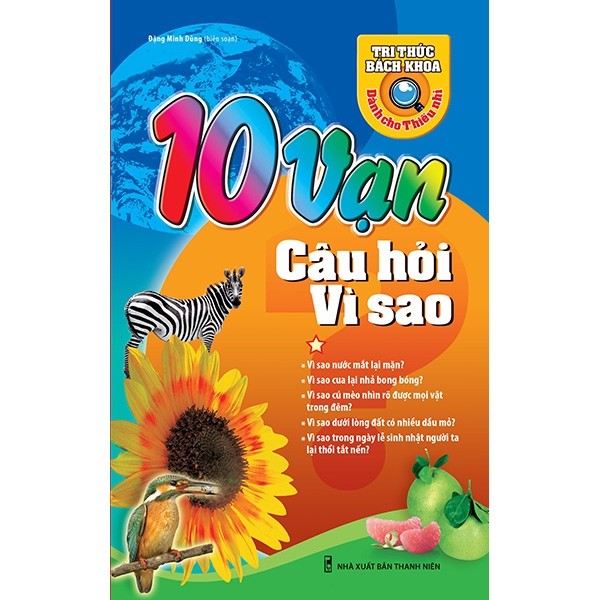 Đặng Minh Dũng (biên soạn)
TRI THỨC
BÁCH KHOA
Dành cho Thiếu nhi
10 vạn
Câu hỏi
Vì sao
Vì sao nước mắt lại mặn?
Vì sao cua lại nhả bong bóng?
Vì sao cú mèo nhìn rõ được mọi vật
trong đêm?
Vì sao dưới lòng đất có nhiều dầu mỏ?
Vì sao trong ngày lễ sinh nhật người ta
lại thổi tắt nến?
NHÀ XUẤT BẢN THANH NIÊN